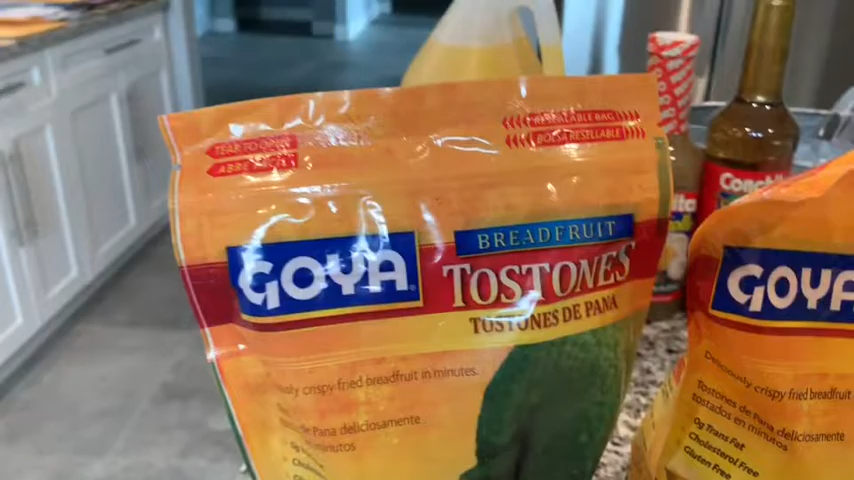 TEAR TO OPEN
ABRE
RESEALABLE BAG
BOLSA RESELLABLE
GOYA
BREADFRUIT
TOSTONES
TOSTONES DE PANA
crispy fried breadfruit in minutes.
de Pana deliciosamente
minutos.
GOYA
Deliciously crispy fried breadfruit
Tostones de Pana, deliciosamente
tostados en minutos
0g Trans Fat
Cholesterol Free
Gluten Free